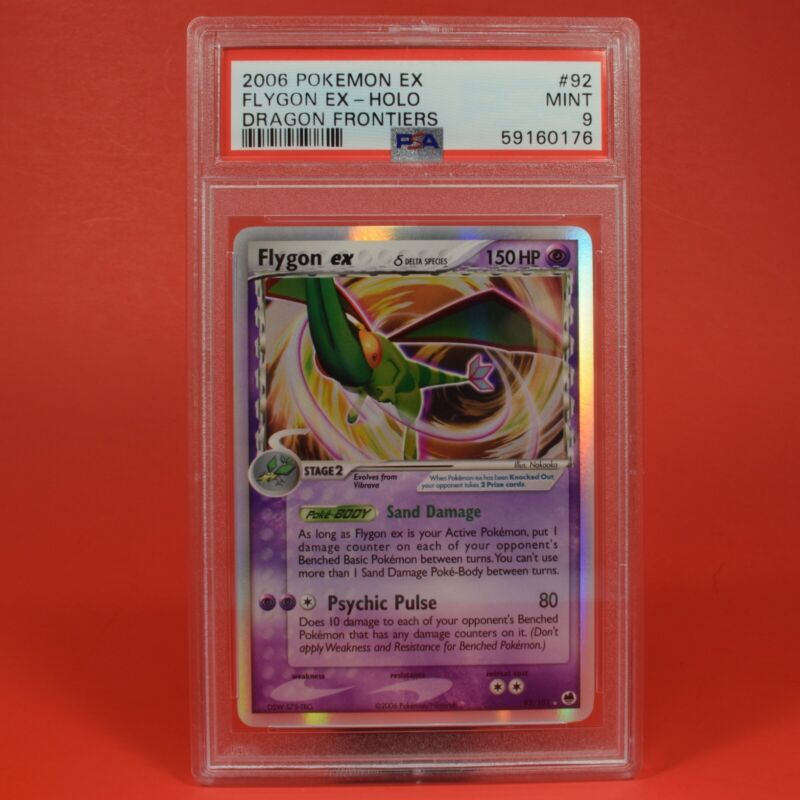 2006 POKEMON EX #92
FLYGON EX - HOLO MINT
DRAGON FRONTIERS 9
PSA 59160176
Flygon ex δ DELTA SPECIES 150 HP
Illus. Nakaoka
STAGE 2
Evolves from
Vibrava
When Pokémon-ex has been Knocked Out,
your opponent takes 2 Prize cards.
Poké-BODY Sand Damage
As long as Flygon ex is your Active Pokémon, put 1
damage counter on each of your opponent's
Benched Basic Pokémon between turns. You can't use
more than 1 Sand Damage Poké-Body between turns.
Psychic Pulse 80
Does 10 damage to each of your opponent's Benched
Pokémon that has any damage counters on it. (Don't
apply Weakness and Resistance for Benched Pokémon.)
weakness resistance retreat cost
©2006 Pokémon/Nintendo 92/101